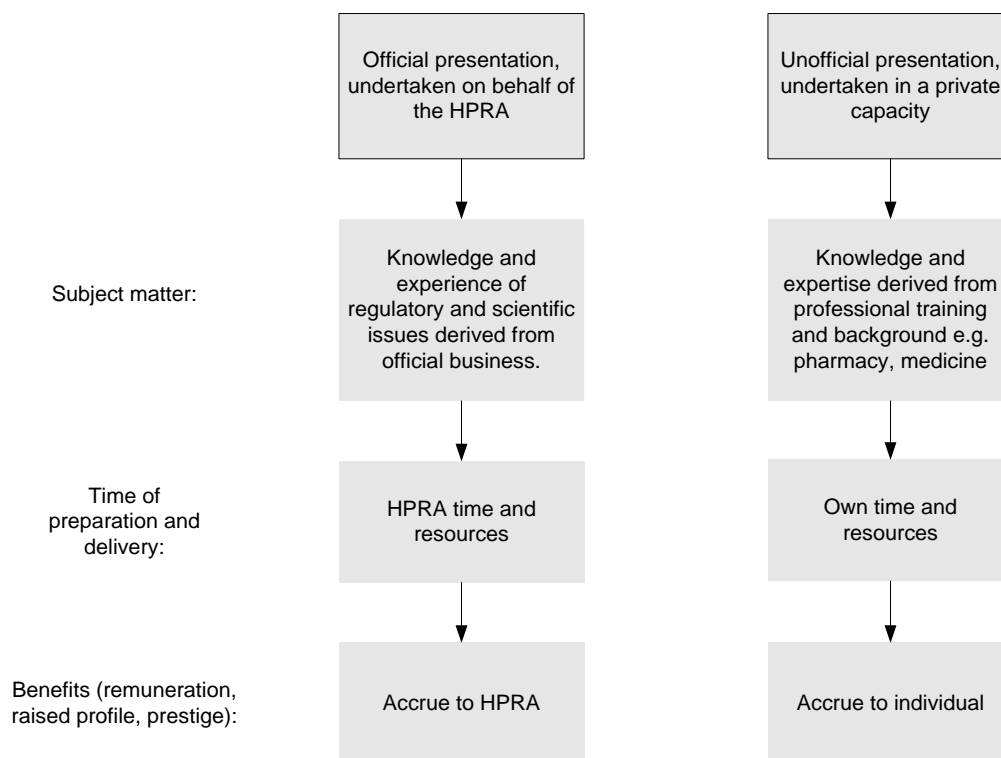 Official presentation,
undertaken on behalf of
the HPRA
Unofficial presentation,
undertaken in a private
capacity
Subject matter:
Knowledge and
experience of
regulatory and scientific
issues derived from
official business.
Knowledge and
expertise derived from
professional training
and background e.g.
pharmacy, medicine
Time of
preparation and
delivery:
HPRA time and
resources
Own time and
resources
Benefits (remuneration,
raised profile, prestige):
Accrue to HPRA
Accrue to individual